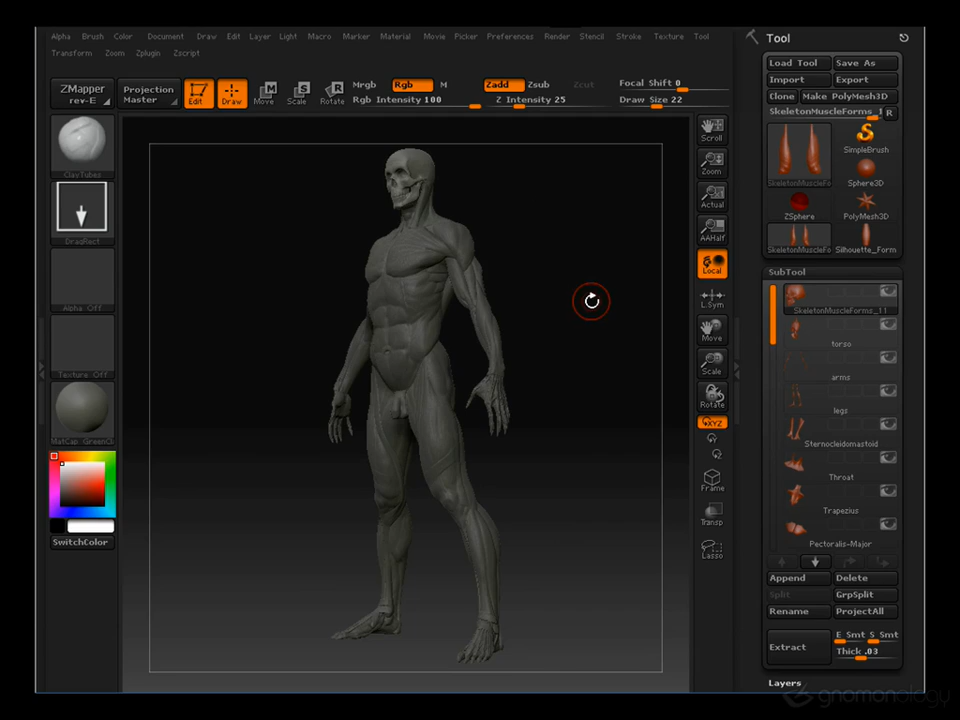 Alpha Brush Color Document Draw Edit Layer Light Macro Marker Material Movie Picker Preferences Render Stencil Stroke Texture Tool
Transform Zoom Zplugin Zscript
Tool
Load Tool Save As
Import Export
Clone Make PolyMesh3D
SkeletonMuscleForms_1 R
SimpleBrush
SkeletonMuscleFo Sphere3D
ZSphere PolyMesh3D
SkeletonMuscleFo Silhouette_Form
ZMapper
rev-E
Projection
Master
Edit Draw Move Scale Rotate
Mrgb Rgb M
Rgb Intensity 100
Zadd Zsub Zcut
Z Intensity 25
Focal Shift 0
Draw Size 22
ClayTubes
DragRect
Alpha Off
Texture Off
MatCap_GreenCl
SwitchColor
Scroll
Zoom
Actual
AAHalf
Local
L.Sym
Move
Scale
Rotate
XYZ
Frame
Transp
Lasso
SubTool
SkeletonMuscleForms_11
torso
arms
legs
Sternocleidomastoid
Throat
Trapezius
Pectoralis-Major
Append Delete
Split GrpSplit
Rename ProjectAll
Extract
E Smt S Smt
Thick .03
Layers
gnomonology